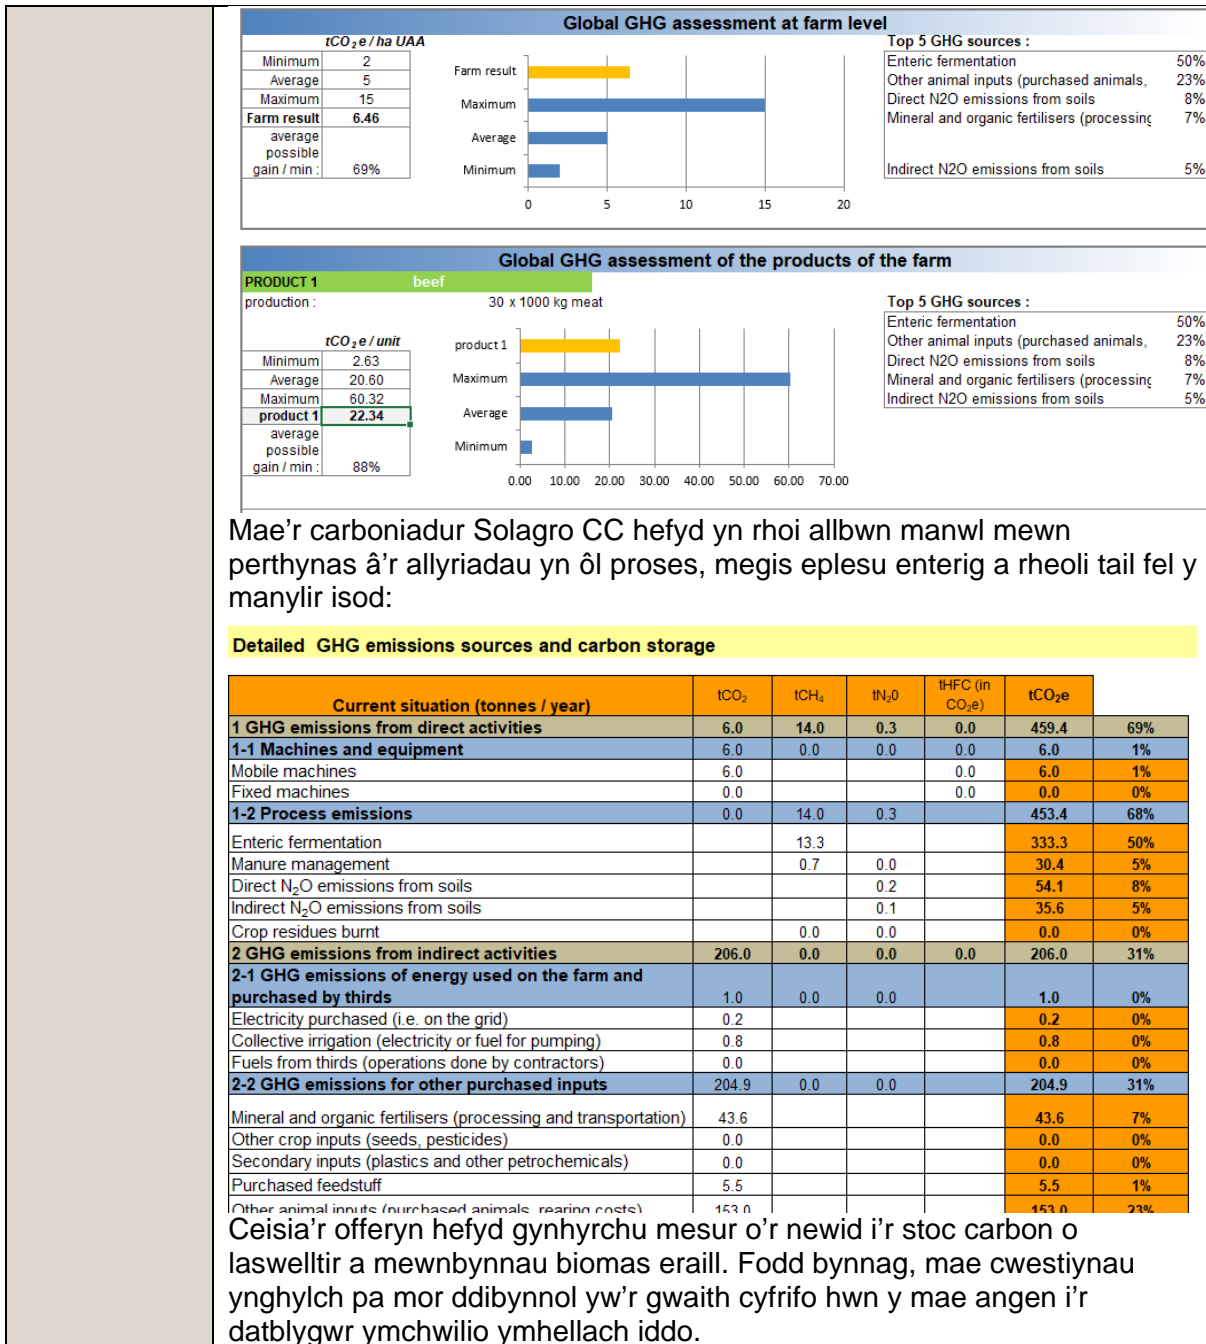 Global GHG assessment at farm level
tCO₂e / ha UAA
Minimum 2
Average 5
Maximum 15
Farm result 6.46
average
possible
gain / min : 69%
Farm result
Maximum
Average
Minimum
0 5 10 15 20
Top 5 GHG sources :
Enteric fermentation 50%
Other animal inputs (purchased animals, 23%
Direct N2O emissions from soils 8%
Mineral and organic fertilisers (processing 7%
Indirect N2O emissions from soils 5%
Global GHG assessment of the products of the farm
PRODUCT 1 beef
production : 30 x 1000 kg meat
tCO₂e / unit
Minimum 2.63
Average 20.60
Maximum 60.32
product 1 22.34
average
possible
gain / min : 88%
product 1
Maximum
Average
Minimum
0.00 10.00 20.00 30.00 40.00 50.00 60.00 70.00
Top 5 GHG sources :
Enteric fermentation 50%
Other animal inputs (purchased animals, 23%
Direct N2O emissions from soils 8%
Mineral and organic fertilisers (processing 7%
Indirect N2O emissions from soils 5%
Mae'r carboniadur Solagro CC hefyd yn rhoi allbwn manwl mewn
perthynas â'r allyriadau yn ôl proses, megis eplesu enterig a rheoli tail fel y
manylir isod:
Detailed GHG emissions sources and carbon storage
Current situation (tonnes / year) tCO₂ tCH₄ tN₂0 tHFC (in CO₂e) tCO₂e
1 GHG emissions from direct activities 6.0 14.0 0.3 0.0 459.4 69%
1-1 Machines and equipment 6.0 0.0 0.0 0.0 6.0 1%
Mobile machines 6.0 0.0 6.0 1%
Fixed machines 0.0 0.0 0.0 0%
1-2 Process emissions 0.0 14.0 0.3 453.4 68%
Enteric fermentation 13.3 333.3 50%
Manure management 0.7 0.0 30.4 5%
Direct N₂O emissions from soils 0.2 54.1 8%
Indirect N₂O emissions from soils 0.1 35.6 5%
Crop residues burnt 0.0 0.0 0.0 0%
2 GHG emissions from indirect activities 206.0 0.0 0.0 0.0 206.0 31%
2-1 GHG emissions of energy used on the farm and
purchased by thirds 1.0 0.0 0.0 1.0 0%
Electricity purchased (i.e. on the grid) 0.2 0.2 0%
Collective irrigation (electricity or fuel for pumping) 0.8 0.8 0%
Fuels from thirds (operations done by contractors) 0.0 0.0 0%
2-2 GHG emissions for other purchased inputs 204.9 0.0 0.0 204.9 31%
Mineral and organic fertilisers (processing and transportation) 43.6 43.6 7%
Other crop inputs (seeds, pesticides) 0.0 0.0 0%
Secondary inputs (plastics and other petrochemicals) 0.0 0.0 0%
Purchased feedstuff 5.5 5.5 1%
Other animal inputs (purchased animals, rearing costs) 153.0 153.0 23%
Ceisia'r offeryn hefyd gynhyrchu mesur o'r newid i'r stoc carbon o
laswelltir a mewnbynnau biomas eraill. Fodd bynnag, mae cwestiynau
ynghylch pa mor ddibynnol yw'r gwaith cyfrifo hwn y mae angen i'r
datblygwr ymchwilio ymhellach iddo.